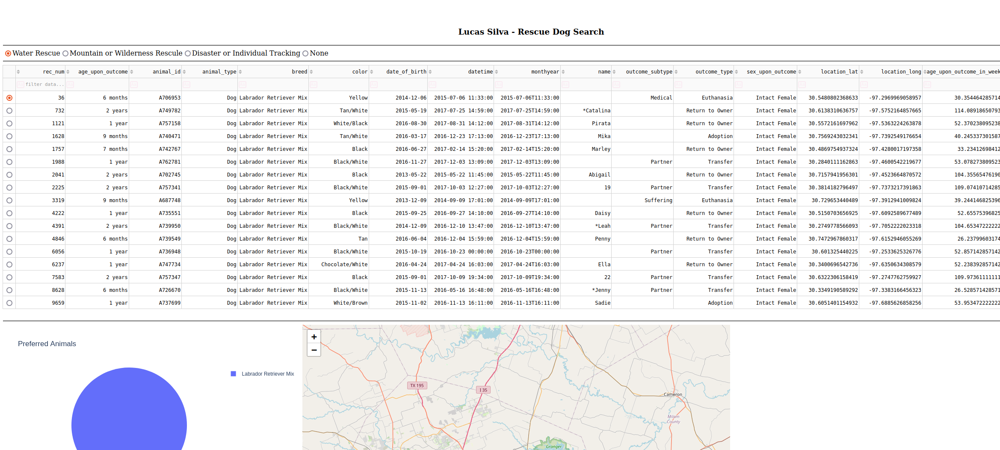 Lucas Silva - Rescue Dog Search
Water Rescue Mountain or Wilderness Rescule Disaster or Individual Tracking None
rec_num age_upon_outcome animal_id animal_type breed color date_of_birth datetime monthyear name outcome_subtype outcome_type sex_upon_outcome location_lat location_long age_upon_outcome_in_week
filter data...
36 6 months A706953 Dog Labrador Retriever Mix Yellow 2014-12-06 2015-07-06 11:33:00 2015-07-06T11:33:00 Medical Euthanasia Intact Female 30.5480802368633 -97.2969969058957 30.354464285714
732 2 years A749782 Dog Labrador Retriever Mix Tan/White 2015-05-19 2017-07-25 14:59:00 2017-07-25T14:59:00 *Catalina Return to Owner Intact Female 30.6138310636757 -97.5752164857665 114.08918650793
1121 1 year A757158 Dog Labrador Retriever Mix White/Black 2016-08-30 2017-08-31 14:12:00 2017-08-31T14:12:00 Pirata Return to Owner Intact Female 30.5572161697962 -97.5363224263878 52.370238095238
1628 9 months A740471 Dog Labrador Retriever Mix Tan/White 2016-03-17 2016-12-23 17:13:00 2016-12-23T17:13:00 Mika Adoption Intact Female 30.7569243032341 -97.7392549176654 40.245337301587
1757 7 months A742767 Dog Labrador Retriever Mix Black 2016-06-27 2017-02-14 15:20:00 2017-02-14T15:20:00 Marley Return to Owner Intact Female 30.4869754937324 -97.4280017197358 33.23412698412
1988 1 year A762781 Dog Labrador Retriever Mix Black/White 2016-11-27 2017-12-03 13:09:00 2017-12-03T13:09:00 Partner Transfer Intact Female 30.2840111162863 -97.4600542219677 53.078273809523
2041 2 years A702745 Dog Labrador Retriever Mix Black 2013-05-22 2015-05-22 11:45:00 2015-05-22T11:45:00 Abigail Return to Owner Intact Female 30.7157941956301 -97.4523664870572 104.35565476190
2225 2 years A757341 Dog Labrador Retriever Mix Black/White 2015-09-01 2017-10-03 12:27:00 2017-10-03T12:27:00 19 Partner Transfer Intact Female 30.3814182796497 -97.7373217391863 109.07410714285
3319 9 months A687748 Dog Labrador Retriever Mix Yellow 2013-12-09 2014-09-09 17:01:00 2014-09-09T17:01:00 Suffering Euthanasia Intact Female 30.729653440489 -97.3912941009824 39.244146825396
4222 1 year A735551 Dog Labrador Retriever Mix Black 2015-09-25 2016-09-27 14:10:00 2016-09-27T14:10:00 Daisy Return to Owner Intact Female 30.5150703656925 -97.6092589677489 52.65575396825
4391 2 years A739950 Dog Labrador Retriever Mix Black/White 2014-12-09 2016-12-10 13:47:00 2016-12-10T13:47:00 *Leah Partner Transfer Intact Female 30.2749778566093 -97.7052222023318 104.65347222222
4846 6 months A739549 Dog Labrador Retriever Mix Tan 2016-06-04 2016-12-04 15:59:00 2016-12-04T15:59:00 Penny Return to Owner Intact Female 30.7472967860317 -97.6152946055269 26.23799603174
6056 1 year A736948 Dog Labrador Retriever Mix Black/White 2015-10-19 2016-10-23 00:00:00 2016-10-23T00:00:00 Partner Transfer Intact Female 30.601325440225 -97.2533625326776 52.857142857142
6237 1 year A747734 Dog Labrador Retriever Mix Chocolate/White 2016-04-24 2017-04-24 16:03:00 2017-04-24T16:03:00 Ella Return to Owner Intact Female 30.3400696542736 -97.6350634308579 52.238392857142
7583 2 years A757347 Dog Labrador Retriever Mix Black 2015-09-01 2017-10-09 19:34:00 2017-10-09T19:34:00 22 Partner Transfer Intact Female 30.6322306158419 -97.2747762759927 109.97361111111
8628 6 months A726670 Dog Labrador Retriever Mix Black/White 2015-11-13 2016-05-16 16:48:00 2016-05-16T16:48:00 *Jenny Partner Transfer Intact Female 30.3349190589292 -97.3383166456323 26.528571428571
9659 1 year A737699 Dog Labrador Retriever Mix White/Brown 2015-11-02 2016-11-13 16:11:00 2016-11-13T16:11:00 Sadie Adoption Intact Female 30.6051401154932 -97.6885626858256 53.953472222222
Preferred Animals
Labrador Retriever Mix
+
−
TX 195
I 35
Cameron
Milam
County
Granger